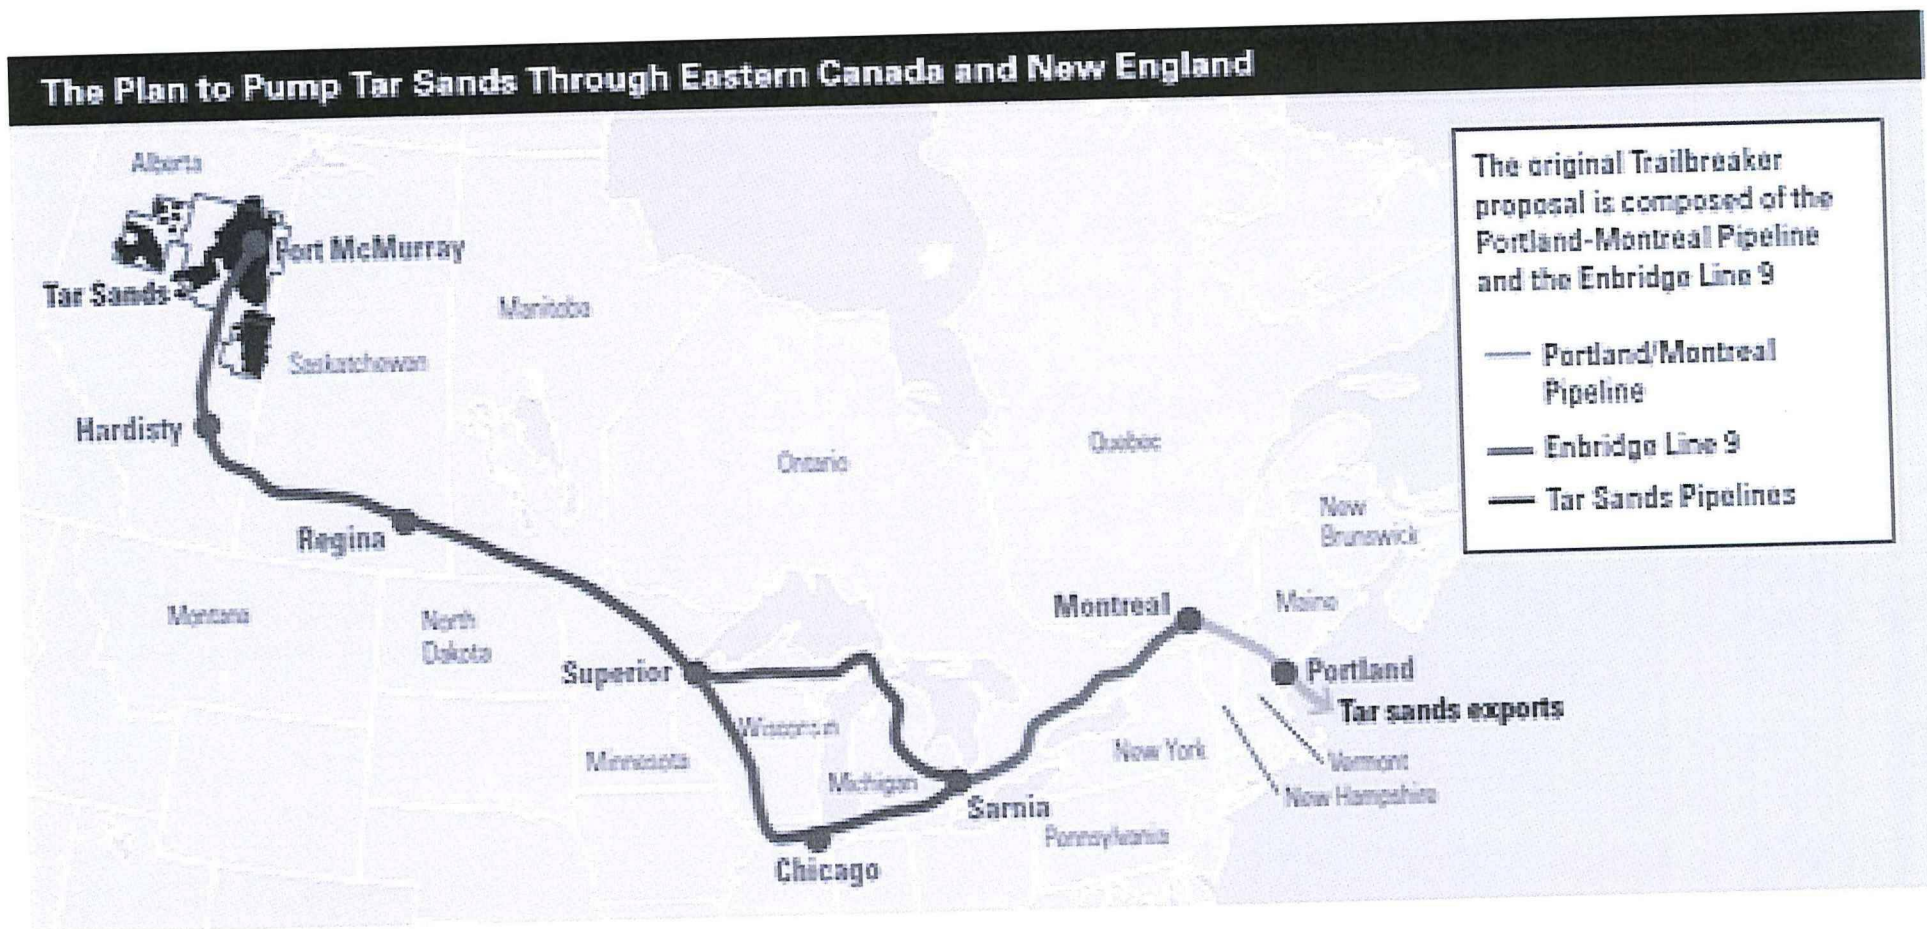 The Plan to Pump Tar Sands Through Eastern Canada and New England
Alberta
Fort McMurray
Tar Sands
Manitoba
Saskatchewan
Hardisty
Ontario
Quebec
Regina
New
Brunswick
Montana
North
Dakota
Montreal
Maine
Superior
Portland
Tar sands exports
Wisconsin
Minnesota
Michigan
New York
Vermont
New Hampshire
Sarnia
Pennsylvania
Chicago
The original Trailbreaker
proposal is composed of the
Portland-Montreal Pipeline
and the Enbridge Line 9
Portland/Montreal
Pipeline
Enbridge Line 9
Tar Sands Pipelines